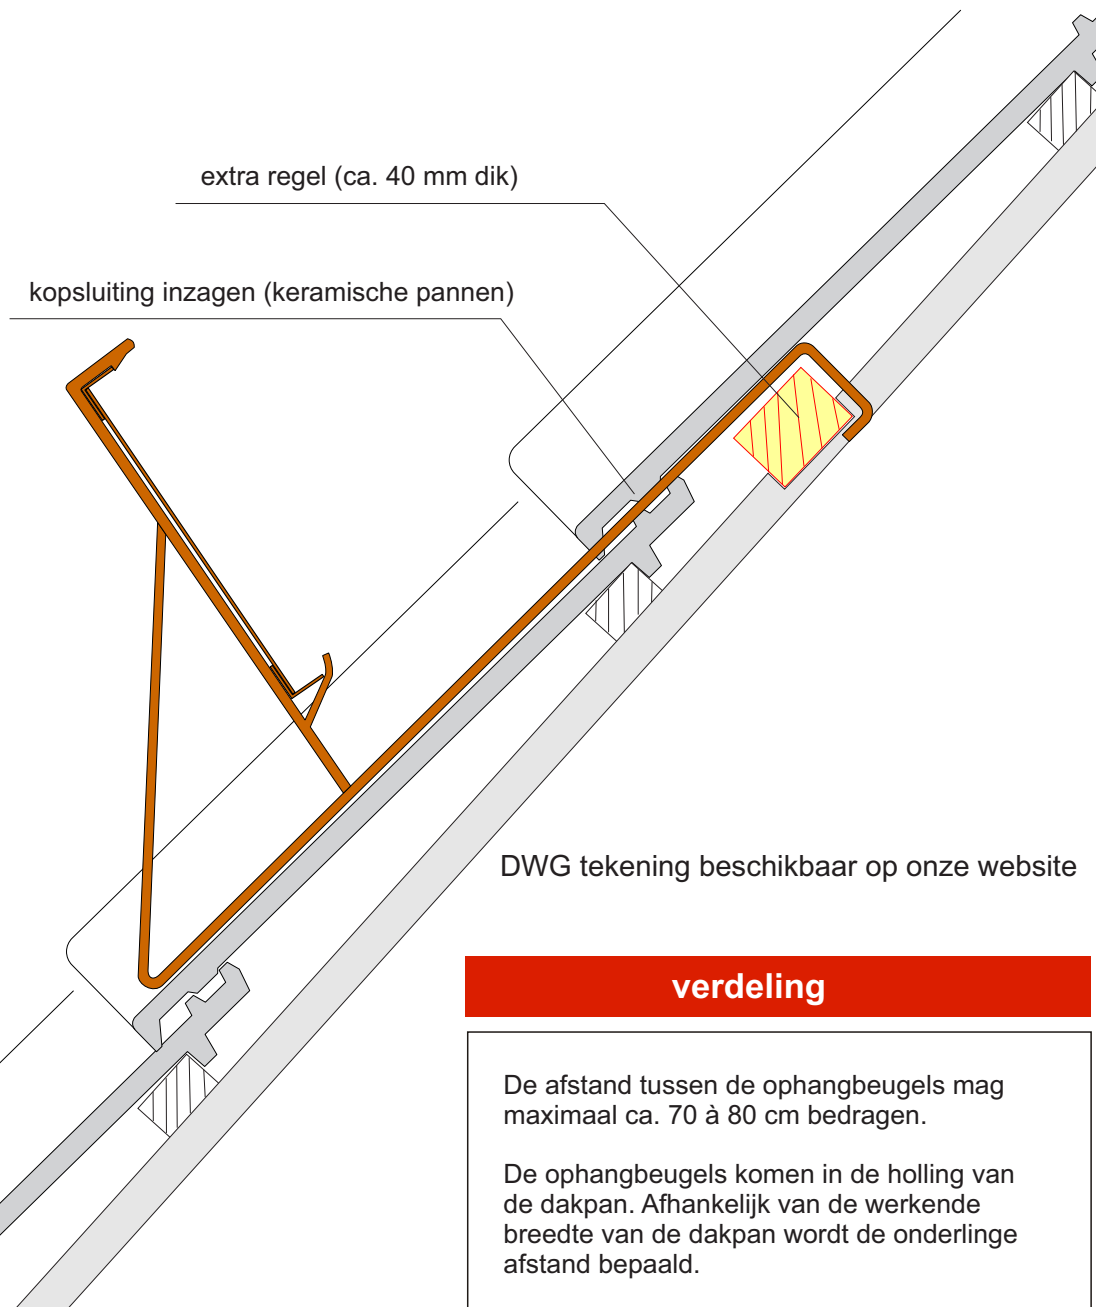 extra regel (ca. 40 mm dik)
kopsluiting inzagen (keramische pannen)
DWG tekening beschikbaar op onze website
verdeling
De afstand tussen de ophangbeugels mag
maximaal ca. 70 à 80 cm bedragen.
De ophangbeugels komen in de holling van
de dakpan. Afhankelijk van de werkende
breedte van de dakpan wordt de onderlinge
afstand bepaald.